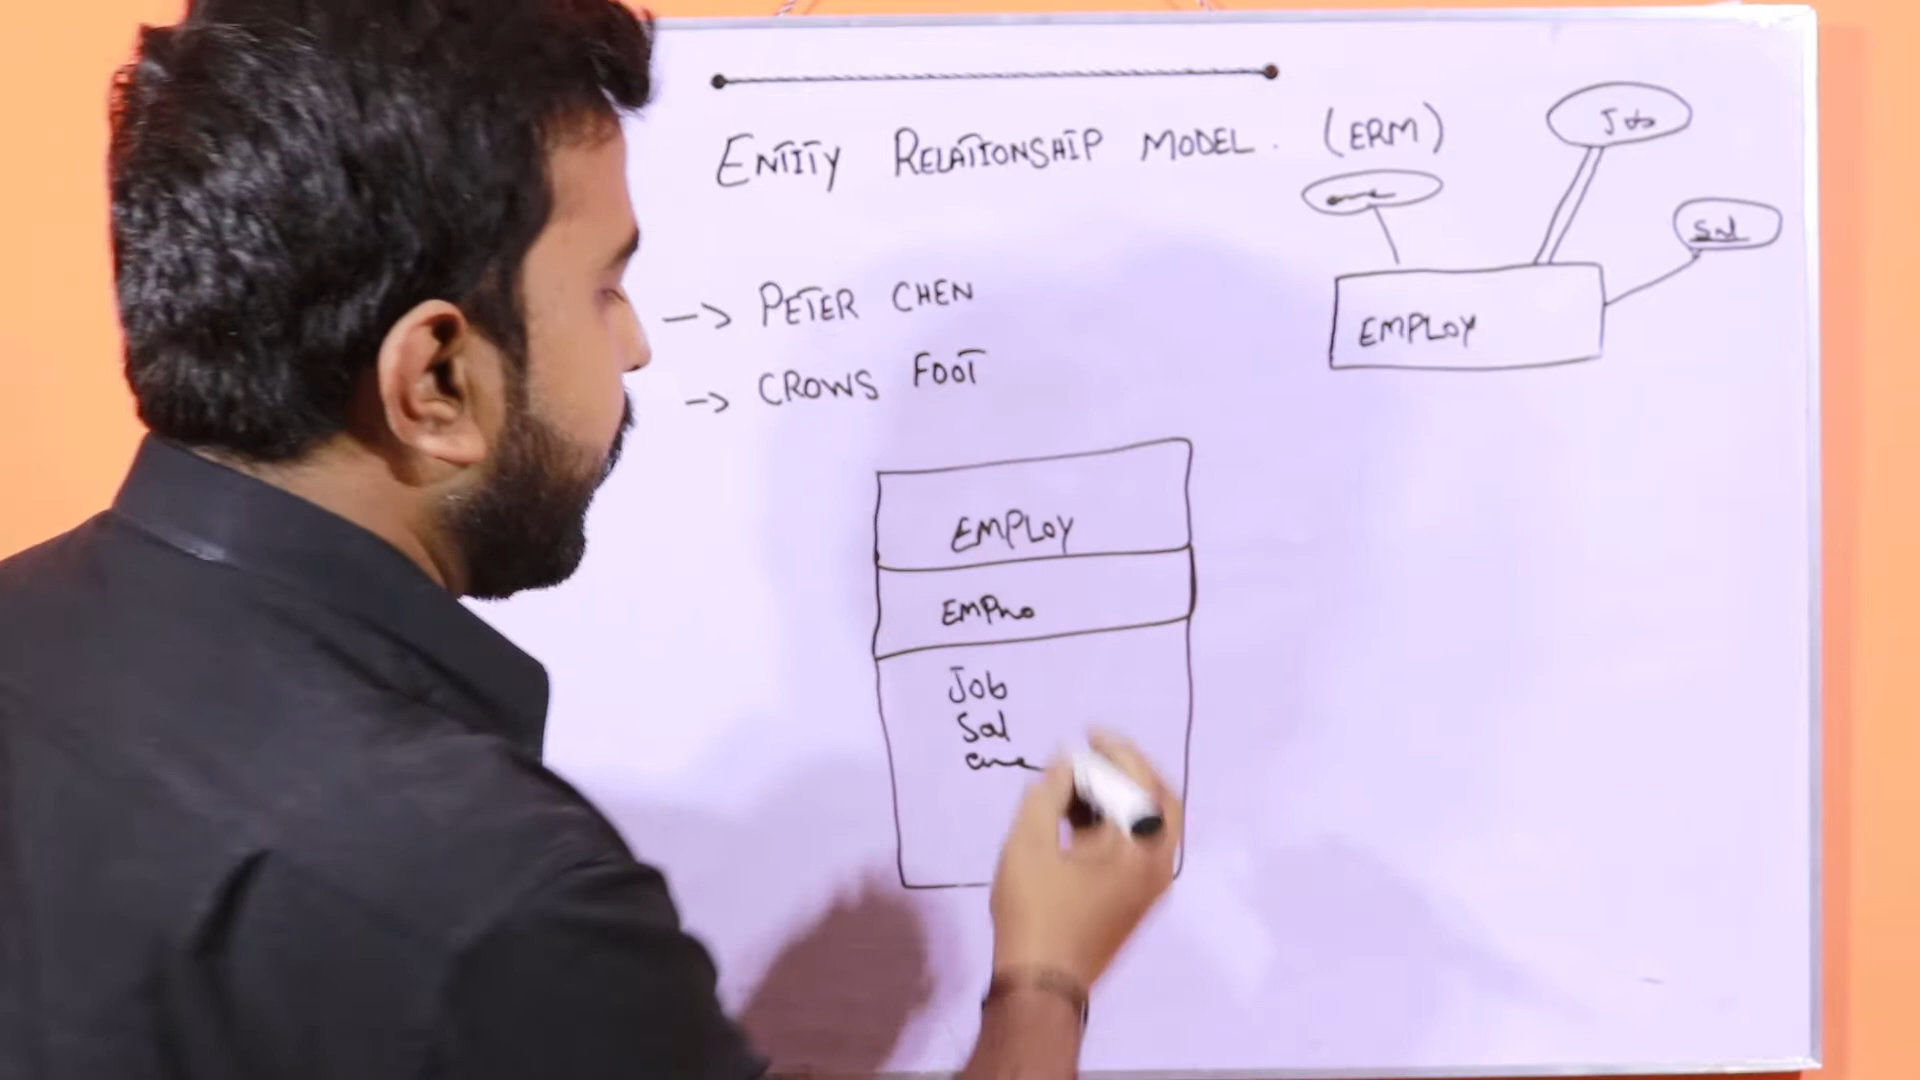 ENTITY RELATIONSHIP MODEL. (ERM)
Job
Sal
EMPLOY
-> PETER CHEN
-> CROWS FOOT
EMPLOY
EMPno
Job
Sal